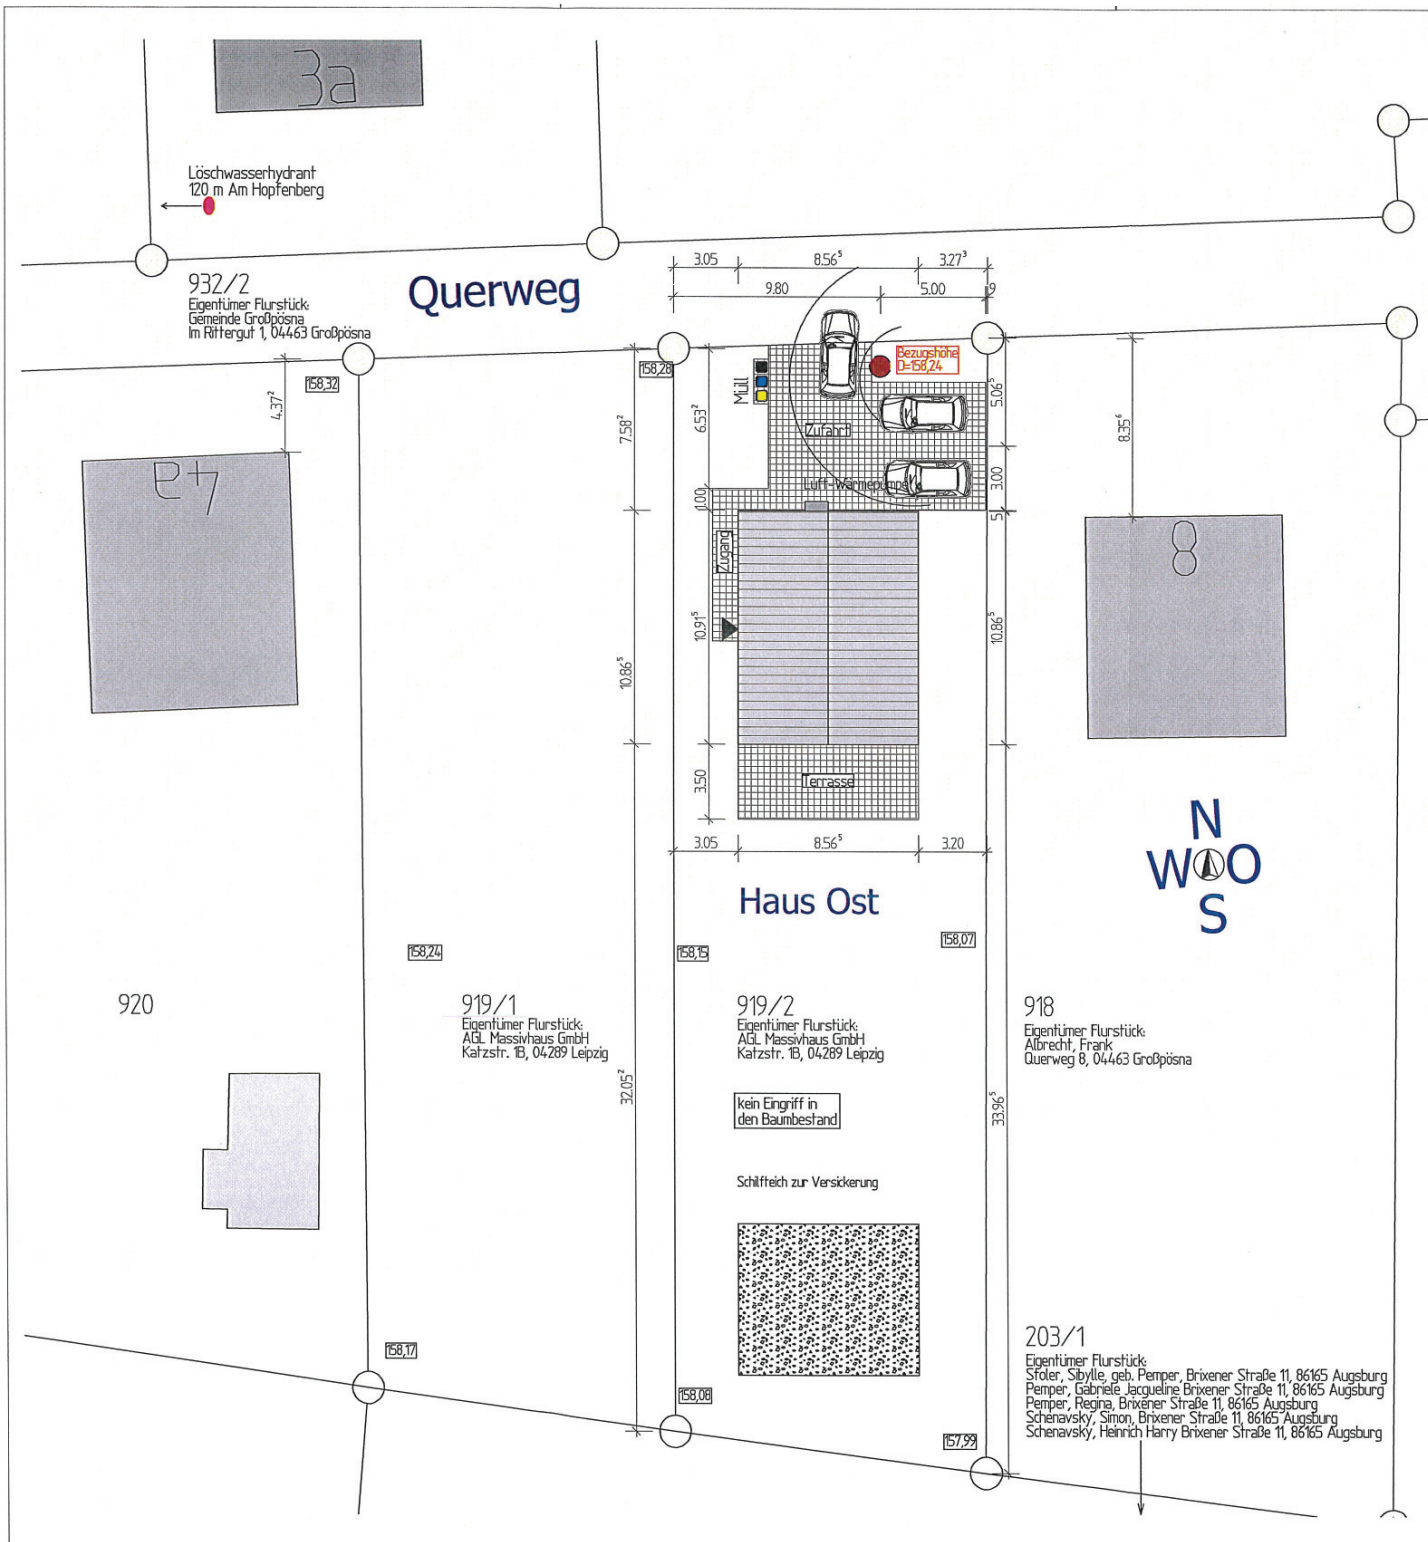 3a
Löschwasserhydrant
120 m Am Hopfenberg
932/2
Eigentümer Flurstück:
Gemeinde Großpösna
Im Rittergut 1, 04463 Großpösna
Querweg
3.05 8.56⁵ 3.27³
9.80 5.00 9
158,32
158,28
Bezugshöhe
D=158,24
Müll
Zufahrt
Luft-Wärmepumpe
4.37²
7.58²
6.53²
5.06⁵
8.35⁶
3.00
1.00
5
4a
8
Zugang
10.91⁵
10.86⁵
10.86⁵
3.50
Terrasse
3.05 8.56⁵ 3.20
N
W O
S
Haus Ost
158,24
158,15
158,07
920
919/1
Eigentümer Flurstück:
AGL Massivhaus GmbH
Katzstr. 1B, 04289 Leipzig
919/2
Eigentümer Flurstück:
AGL Massivhaus GmbH
Katzstr. 1B, 04289 Leipzig
918
Eigentümer Flurstück:
Albrecht, Frank
Querweg 8, 04463 Großpösna
32.05²
33.96⁵
kein Eingriff in
den Baumbestand
Schilfteich zur Versickerung
158,17
158,08
157,99
203/1
Eigentümer Flurstück:
Stoler, Sibylle, geb. Pemper, Brixener Straße 11, 86165 Augsburg
Pemper, Gabriele Jacqueline Brixener Straße 11, 86165 Augsburg
Pemper, Regina, Brixener Straße 11, 86165 Augsburg
Schenavsky, Simon, Brixener Straße 11, 86165 Augsburg
Schenavsky, Heinrich Harry Brixener Straße 11, 86165 Augsburg